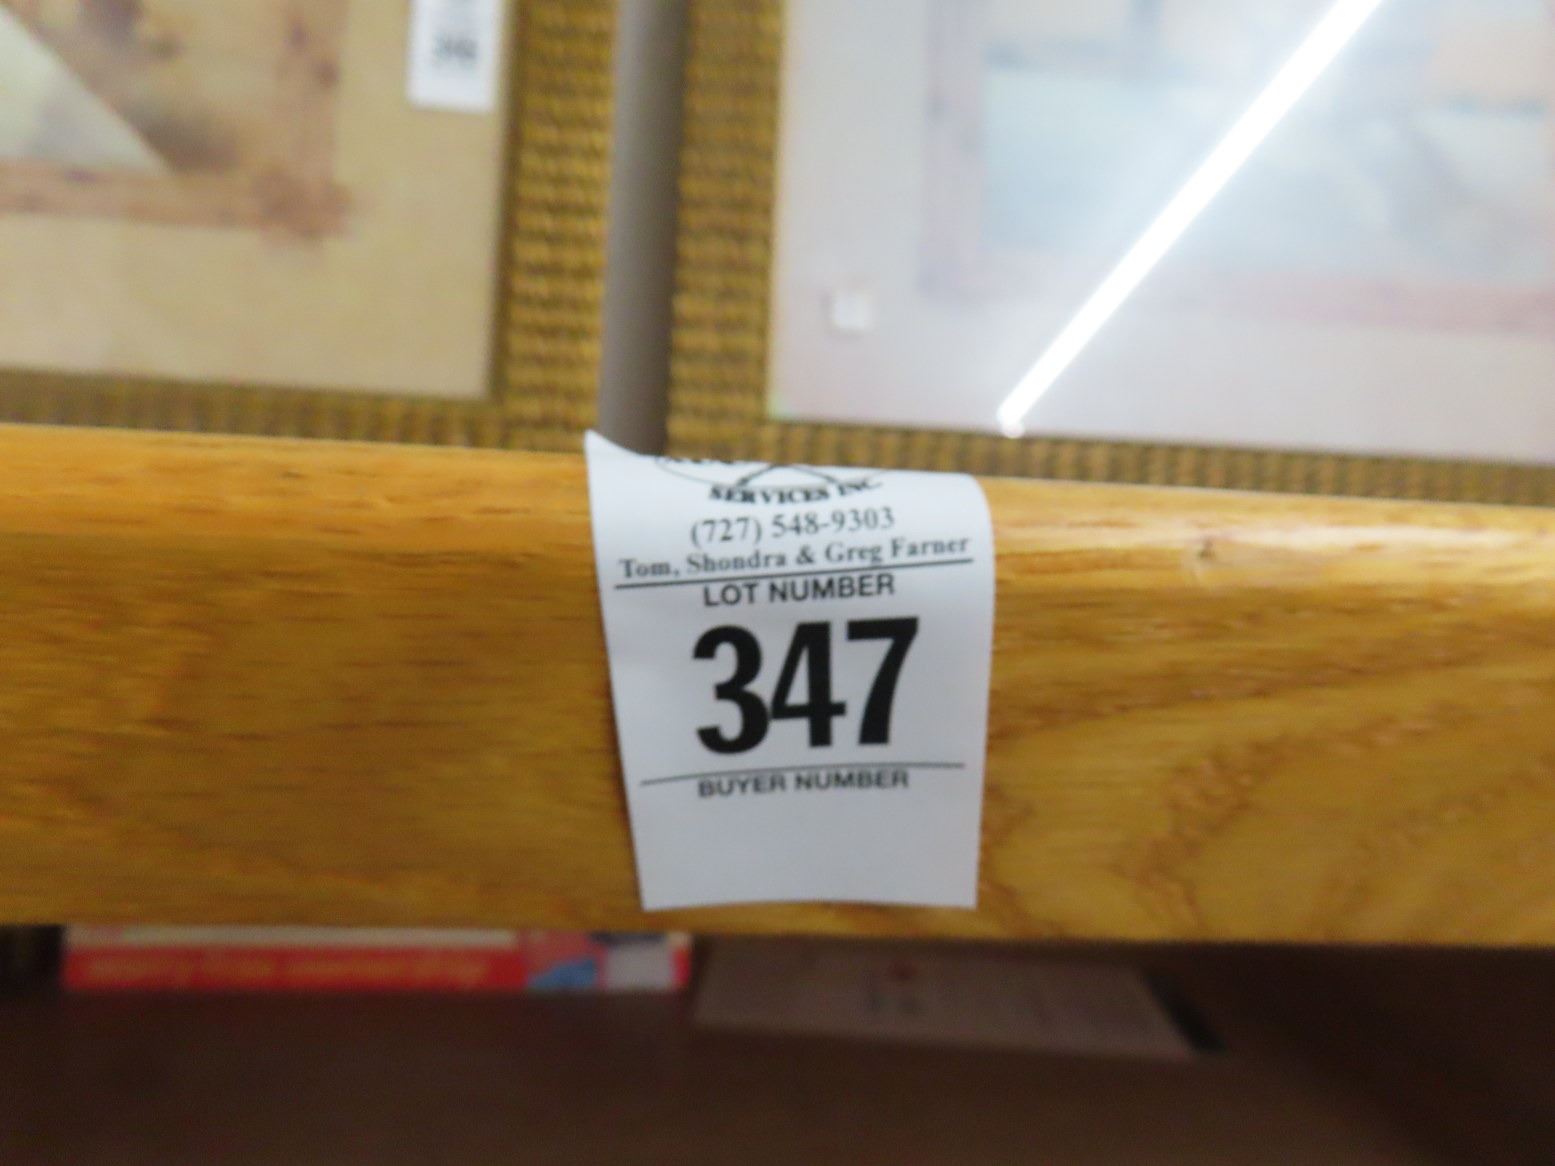 SERVICES INC.
(727) 548-9303
Tom, Shondra & Greg Farner
LOT NUMBER
347
BUYER NUMBER